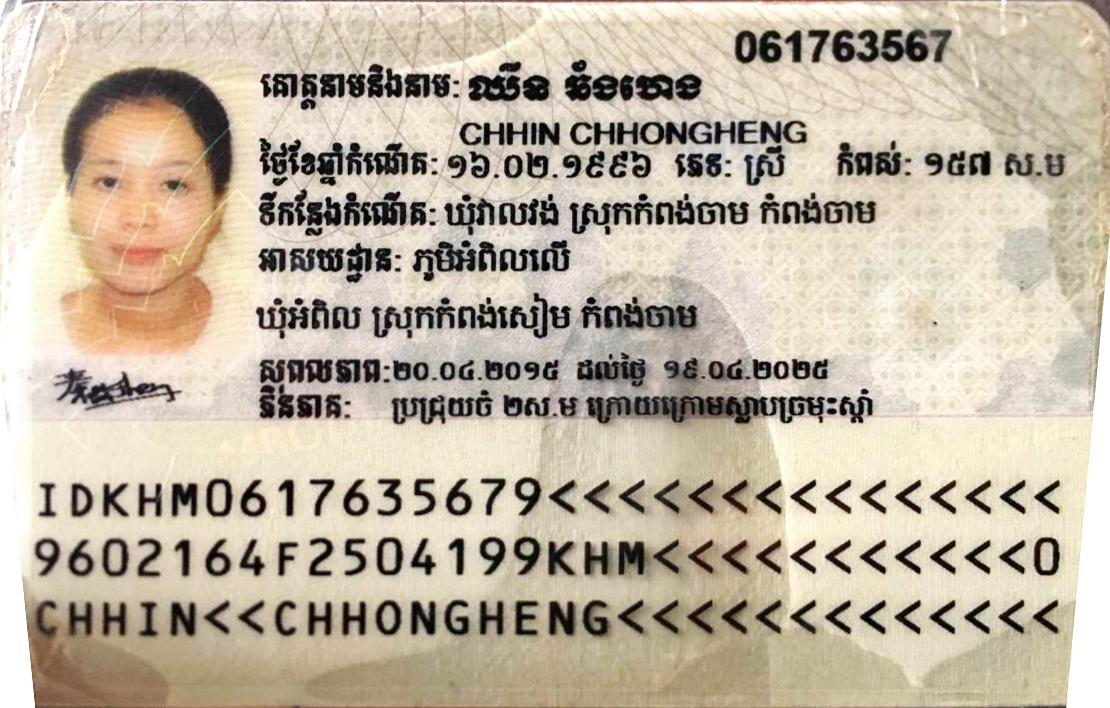 061763567
គោត្តនាមនិងនាម: ឈីន ឆុងហេង
CHHIN CHHONGHENG
ថ្ងៃខែឆ្នាំកំណើត: ១៦.០២.១៩៩៦ ភេទ: ស្រី កំពស់: ១៥៧ ស.ម
ទីកន្លែងកំណើត: ឃុំវាលវង់ ស្រុកកំពង់ចាម កំពង់ចាម
អាសយដ្ឋាន: ភូមិអំពិលលើ
ឃុំអំពិល ស្រុកកំពង់សៀម កំពង់ចាម
សុពលភាព:២០.០៤.២០១៥ ដល់ថ្ងៃ ១៩.០៤.២០២៥
ភិនភាគ: ប្រជ្រុយចំ ២ស.ម ក្រោយក្រោមស្លាបច្រមុះស្ដាំ
IDKHM0617635679<<<<<<<<<<<<<<<
9602164F2504199KHM<<<<<<<<<<<0
CHHIN<<CHHONGHENG<<<<<<<<<<<<<